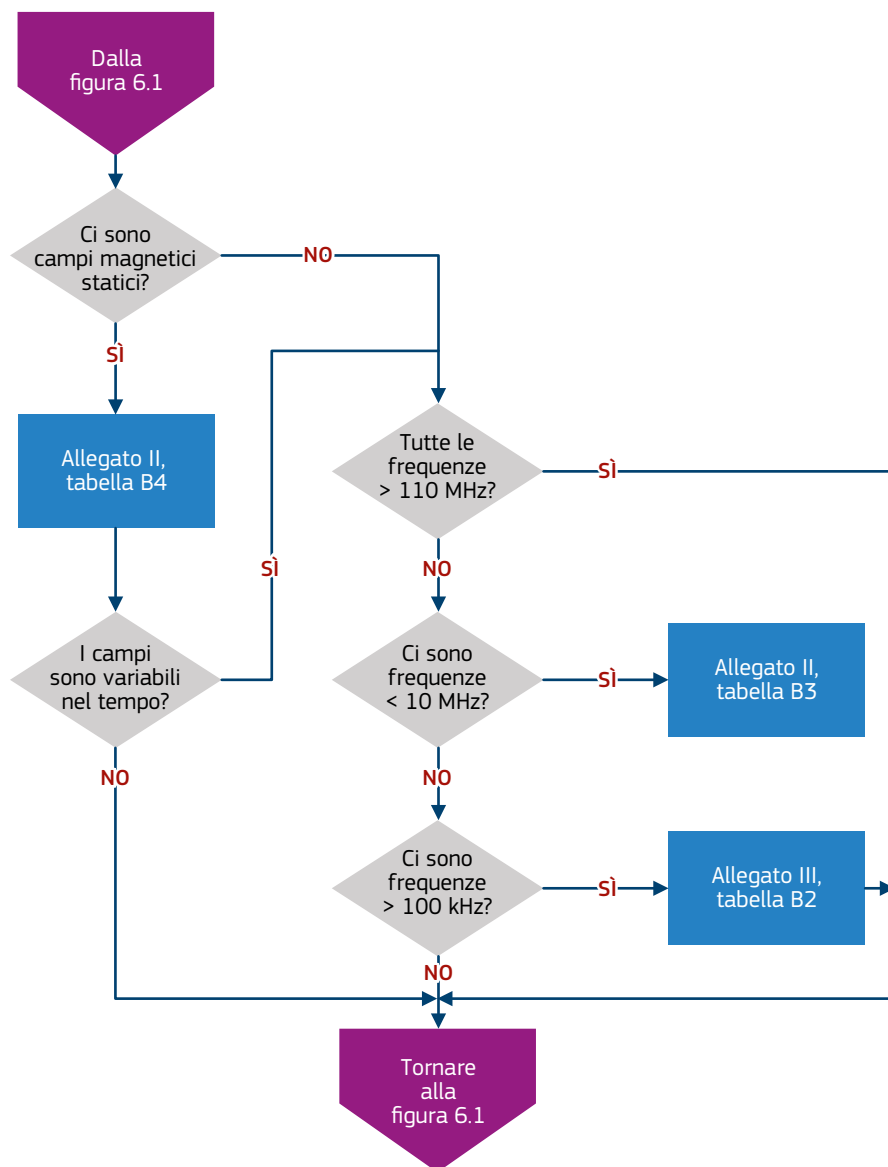 Dalla
figura 6.1
Ci sono
campi magnetici
statici?
NO
SÌ
Allegato II,
tabella B4
I campi
sono variabili
nel tempo?
SÌ
NO
Tutte le
frequenze
> 110 MHz?
SÌ
NO
Ci sono
frequenze
< 10 MHz?
SÌ
Allegato II,
tabella B3
NO
Ci sono
frequenze
> 100 kHz?
SÌ
Allegato III,
tabella B2
NO
Tornare
alla
figura 6.1